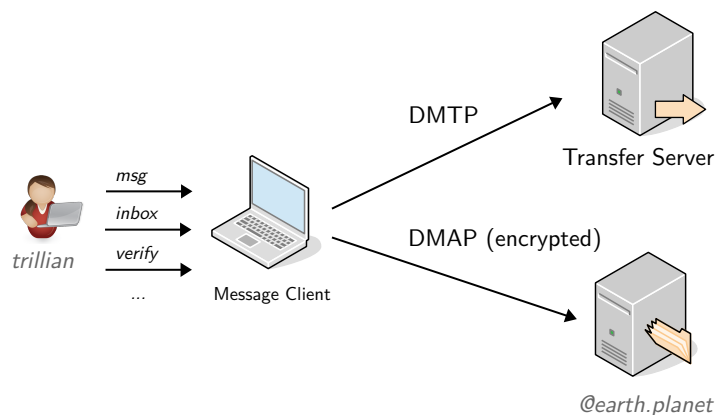 DMTP
Transfer Server
msg
inbox
verify
...
trillian
Message Client
DMAP (encrypted)
@earth.planet